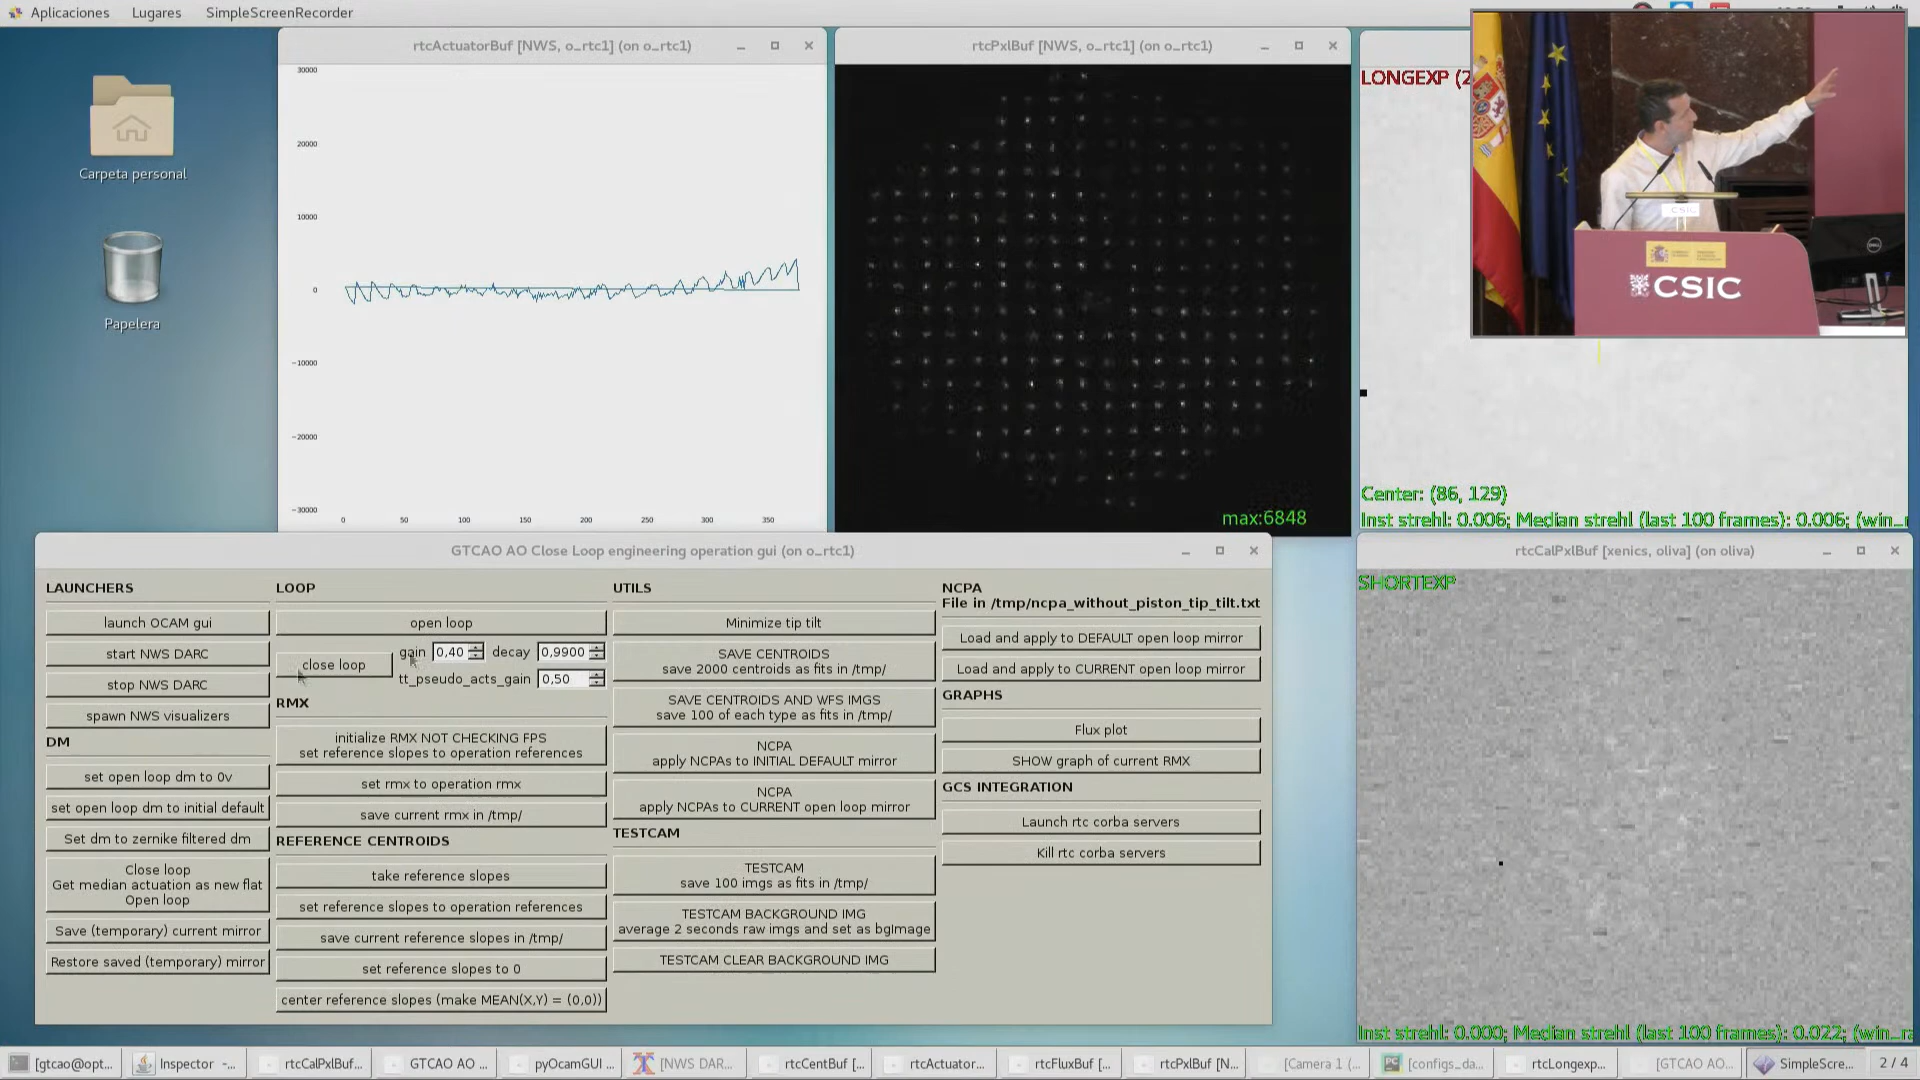 Aplicaciones Lugares SimpleScreenRecorder
Carpeta personal
Papelera
rtcActuatorBuf [NWS, o_rtc1] (on o_rtc1)
30000
20000
10000
0
−10000
−20000
−30000
0 50 100 150 200 250 300 350
rtcPxlBuf [NWS, o_rtc1] (on o_rtc1)
max:6848
LONGEXP (2
CSIC
CSIC
Center: (86, 129)
Inst strehl: 0.006; Median strehl (last 100 frames): 0.006; (win_
GTCAO AO Close Loop engineering operation gui (on o_rtc1)
LAUNCHERS
launch OCAM gui
start NWS DARC
stop NWS DARC
spawn NWS visualizers
DM
set open loop dm to 0v
set open loop dm to initial default
Set dm to zernike filtered dm
Close loop
Get median actuation as new flat
Open loop
Save (temporary) current mirror
Restore saved (temporary) mirror
LOOP
open loop
close loop gain 0,40 decay 0,9900
tt_pseudo_acts_gain 0,50
RMX
initialize RMX NOT CHECKING FPS
set reference slopes to operation references
set rmx to operation rmx
save current rmx in /tmp/
REFERENCE CENTROIDS
take reference slopes
set reference slopes to operation references
save current reference slopes in /tmp/
set reference slopes to 0
center reference slopes (make MEAN(X,Y) = (0,0))
UTILS
Minimize tip tilt
SAVE CENTROIDS
save 2000 centroids as fits in /tmp/
SAVE CENTROIDS AND WFS IMGS
save 100 of each type as fits in /tmp/
NCPA
apply NCPAs to INITIAL DEFAULT mirror
NCPA
apply NCPAs to CURRENT open loop mirror
TESTCAM
TESTCAM
save 100 imgs as fits in /tmp/
TESTCAM BACKGROUND IMG
average 2 seconds raw imgs and set as bgImage
TESTCAM CLEAR BACKGROUND IMG
NCPA
File in /tmp/ncpa_without_piston_tip_tilt.txt
Load and apply to DEFAULT open loop mirror
Load and apply to CURRENT open loop mirror
GRAPHS
Flux plot
SHOW graph of current RMX
GCS INTEGRATION
Launch rtc corba servers
Kill rtc corba servers
rtcCalPxlBuf [xenics, oliva] (on oliva)
SHORTEXP
Inst strehl: 0.000; Median strehl (last 100 frames): 0.022; (win_ra
[gtcao@opt... Inspector -... rtcCalPxlBuf... GTCAO AO ... pyOcamGUI ... [NWS DAR... rtcCentBuf [... rtcActuator... rtcFluxBuf [... rtcPxlBuf [N... [Camera 1 (... [configs_da... rtcLongexp... [GTCAO AO... SimpleScre... 2 / 4